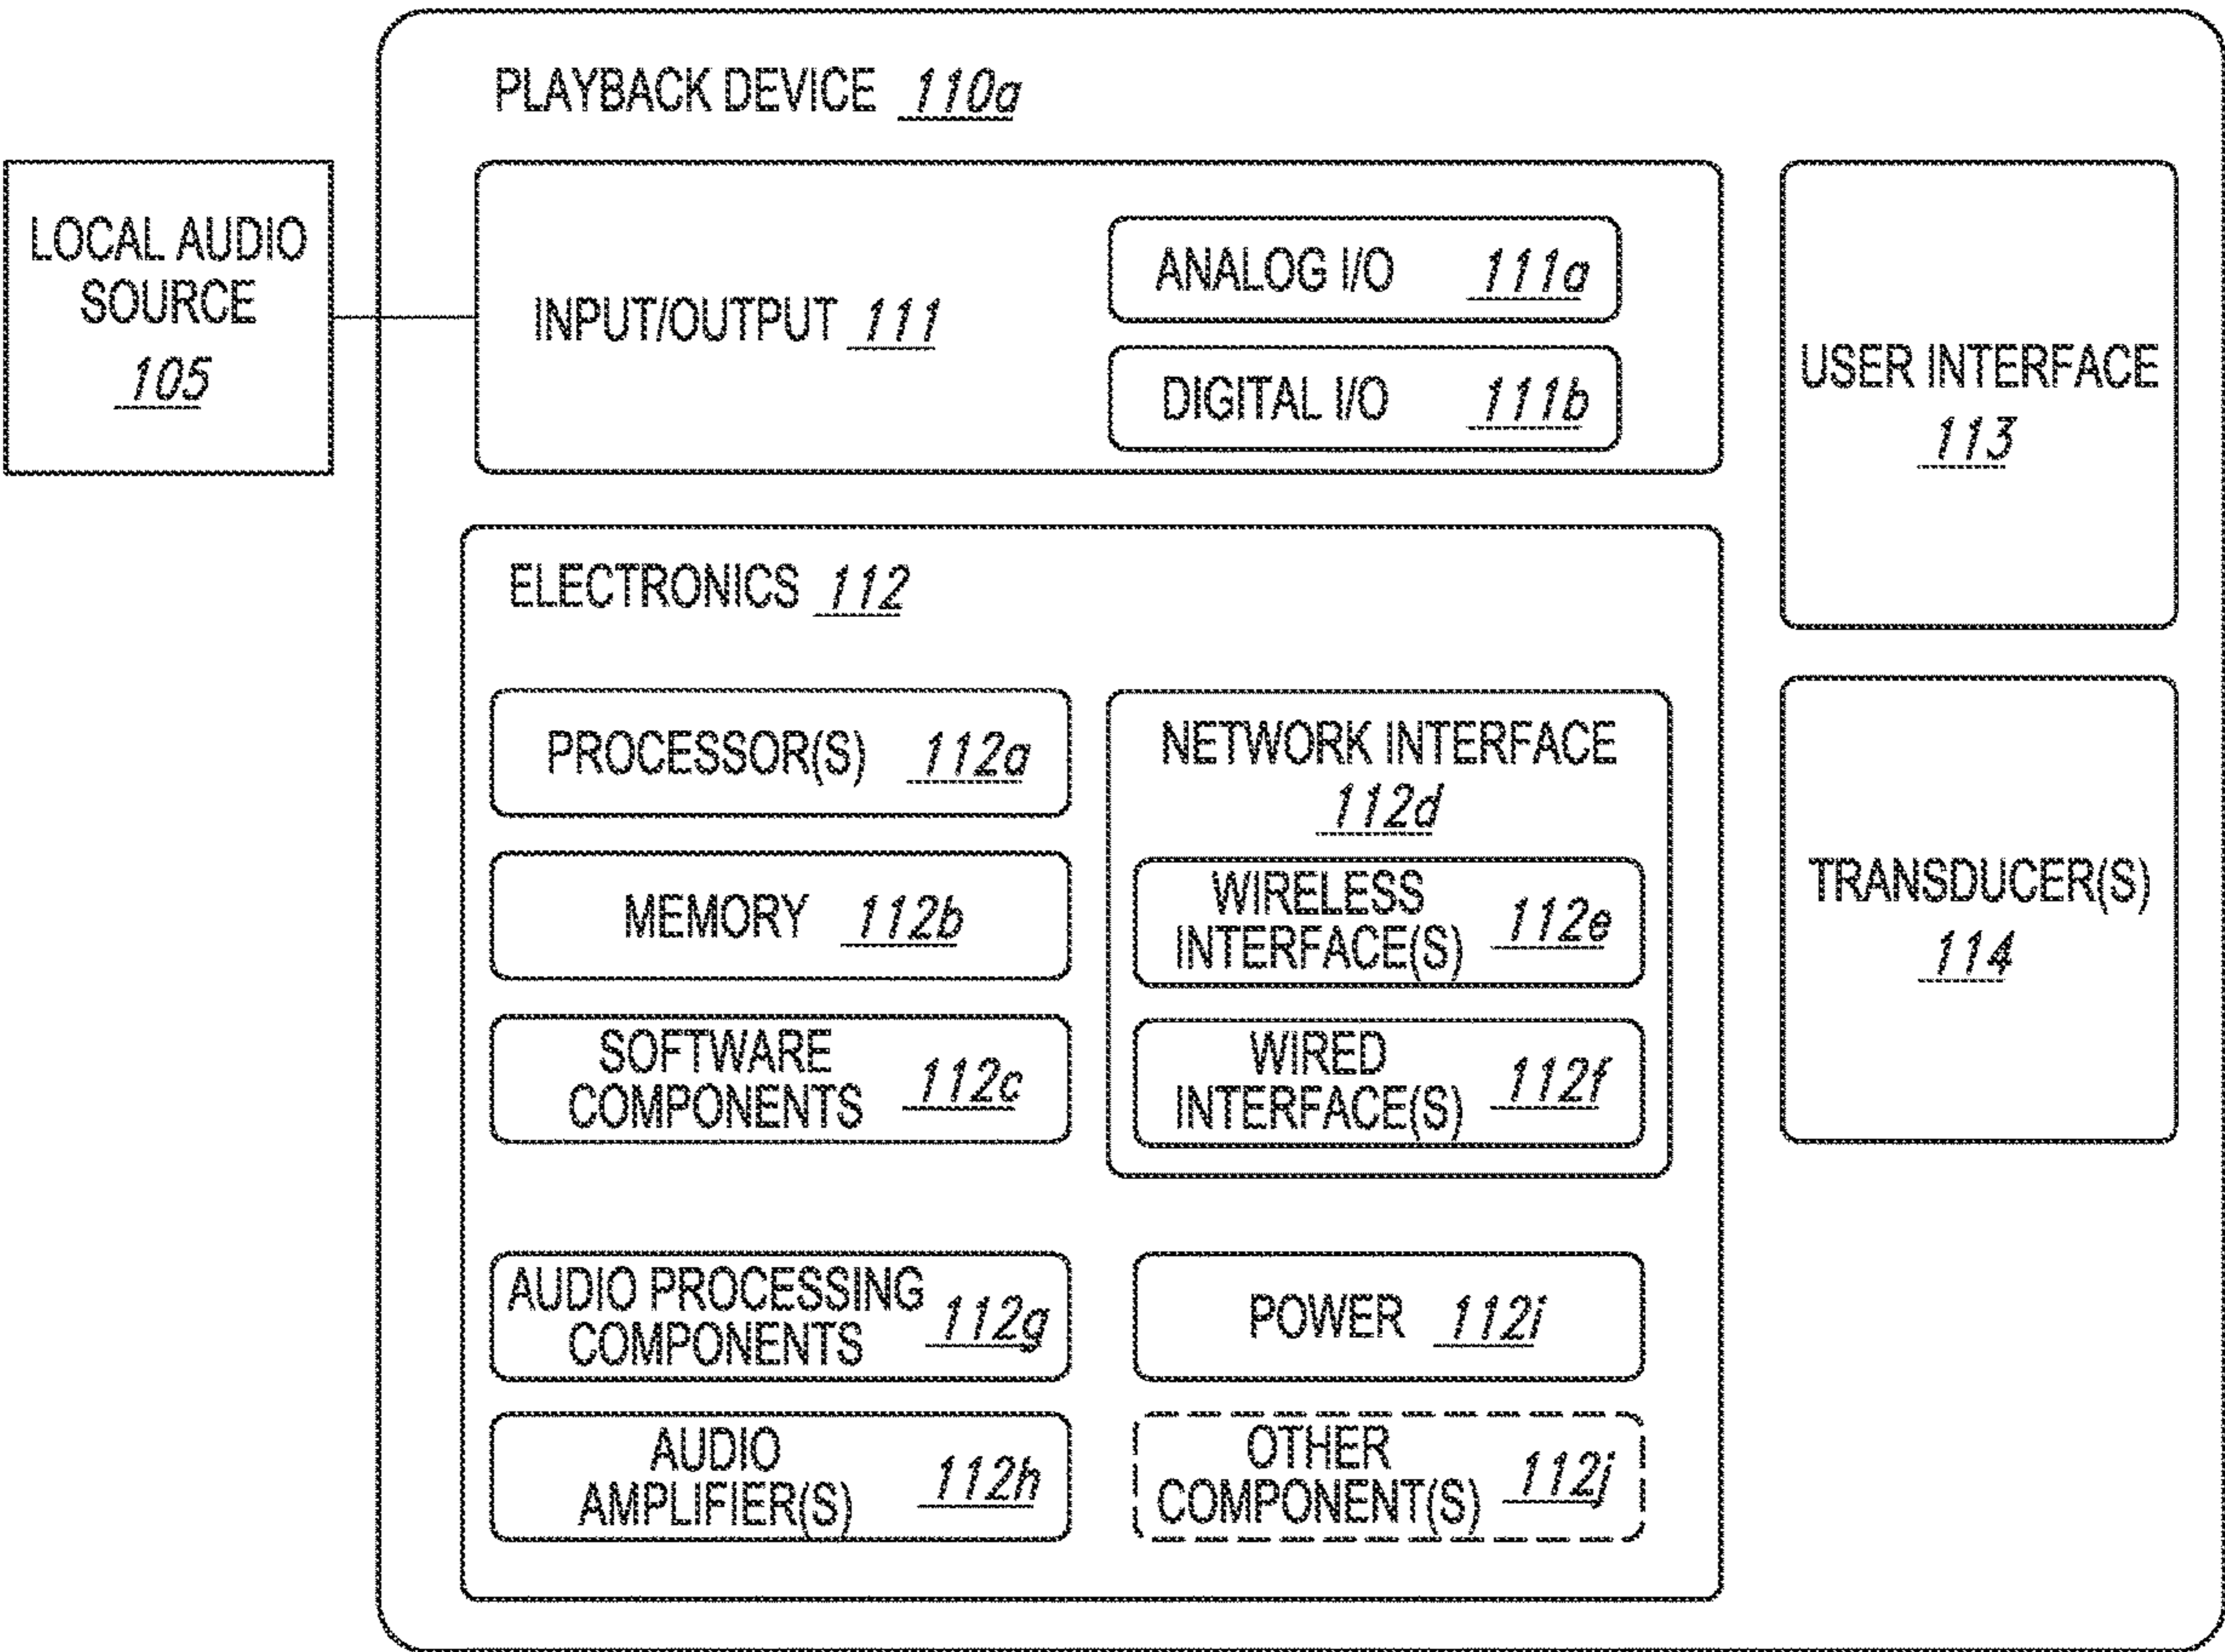 PLAYBACK DEVICE 110a
LOCAL AUDIO
SOURCE
105
INPUT/OUTPUT 111
ANALOG I/O 111a
DIGITAL I/O 111b
USER INTERFACE
113
ELECTRONICS 112
PROCESSOR(S) 112a
MEMORY 112b
SOFTWARE
COMPONENTS 112c
NETWORK INTERFACE
112d
WIRELESS
INTERFACE(S) 112e
WIRED
INTERFACE(S) 112f
TRANSDUCER(S)
114
AUDIO PROCESSING
COMPONENTS 112g
POWER 112i
AUDIO
AMPLIFIER(S) 112h
OTHER
COMPONENT(S) 112j